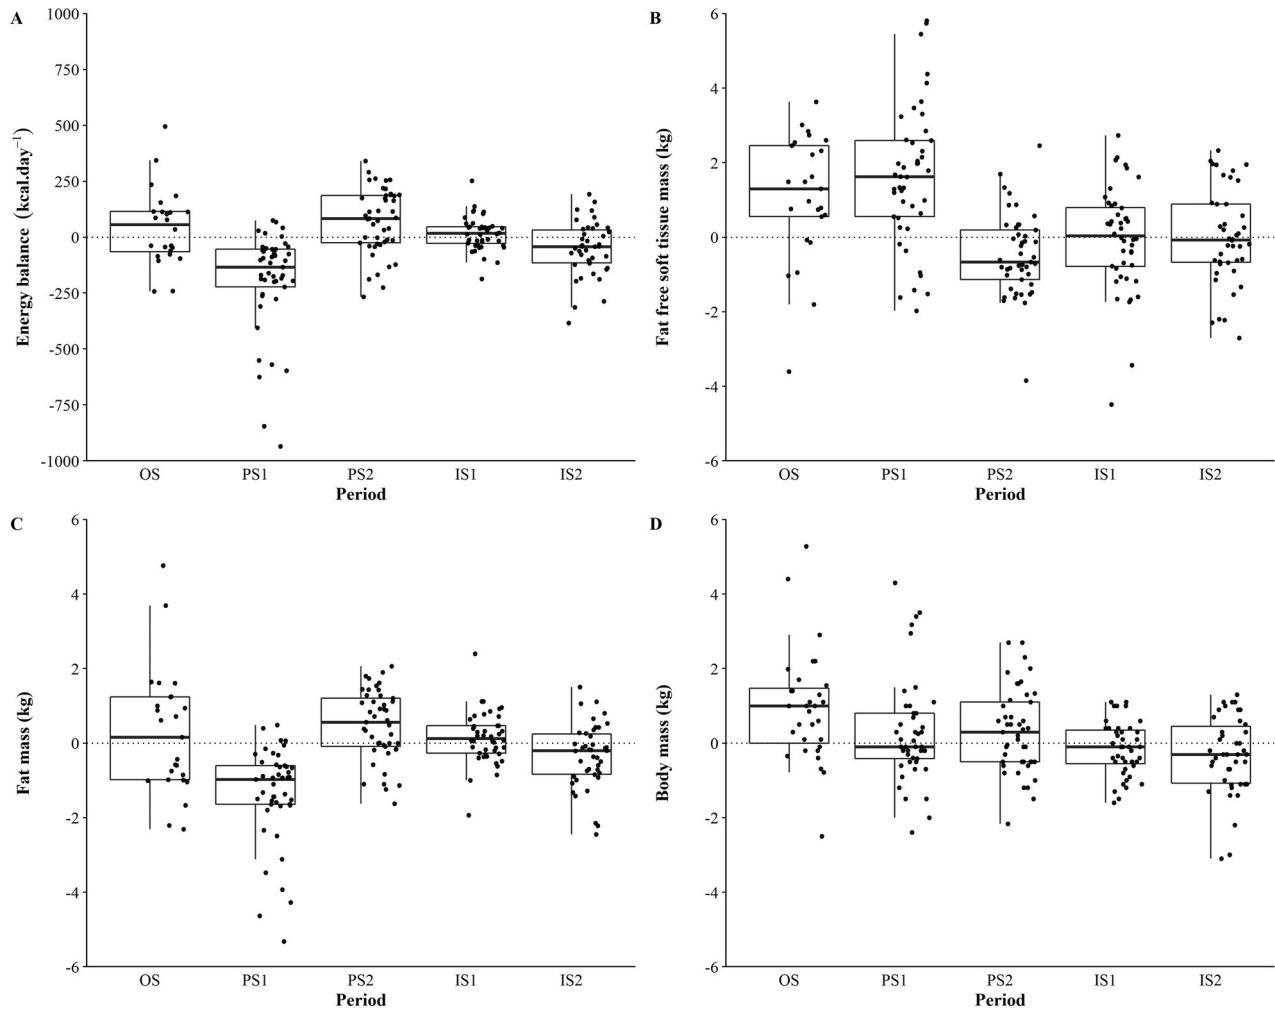 A
Energy balance (kcal.day⁻¹)
1000
750
500
250
0
-250
-500
-750
-1000
OS PS1 PS2 IS1 IS2
Period
B
Fat free soft tissue mass (kg)
6
4
2
0
-2
-4
-6
OS PS1 PS2 IS1 IS2
Period
C
Fat mass (kg)
6
4
2
0
-2
-4
-6
OS PS1 PS2 IS1 IS2
Period
D
Body mass (kg)
6
4
2
0
-2
-4
-6
OS PS1 PS2 IS1 IS2
Period